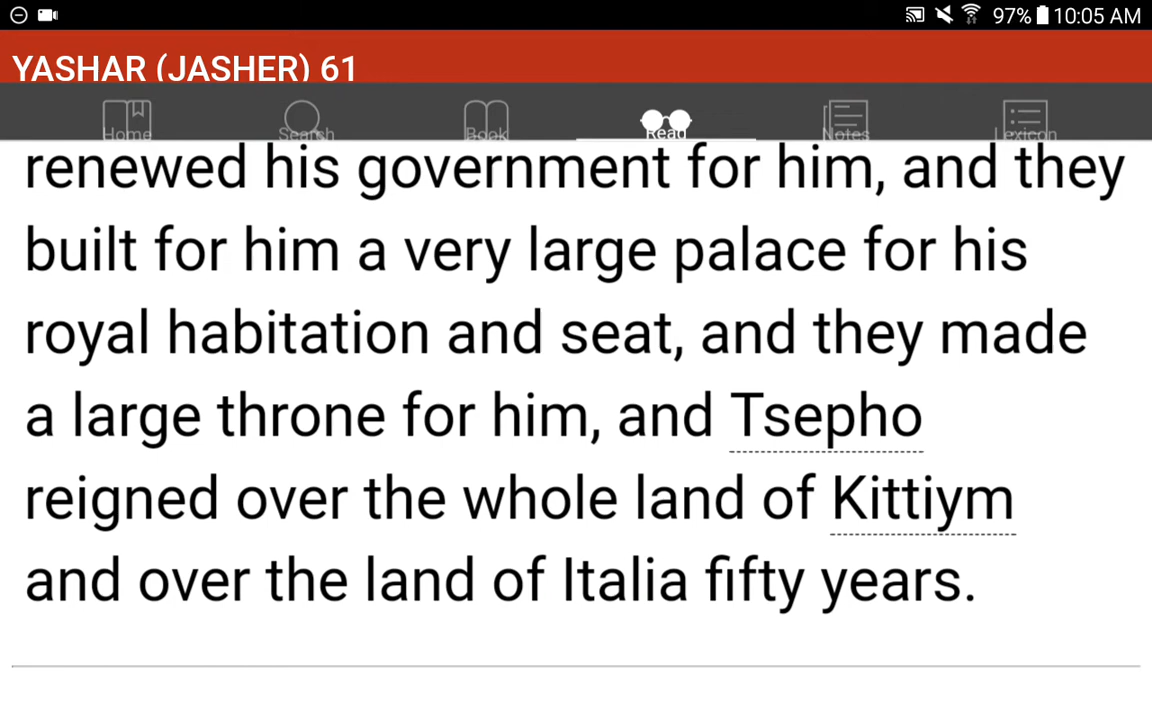 97% 10:05 AM
YASHAR (JASHER) 61
Home Search Book Read Notes Lexicon
renewed his government for him, and they
built for him a very large palace for his
royal habitation and seat, and they made
a large throne for him, and Tsepho
reigned over the whole land of Kittiym
and over the land of Italia fifty years.